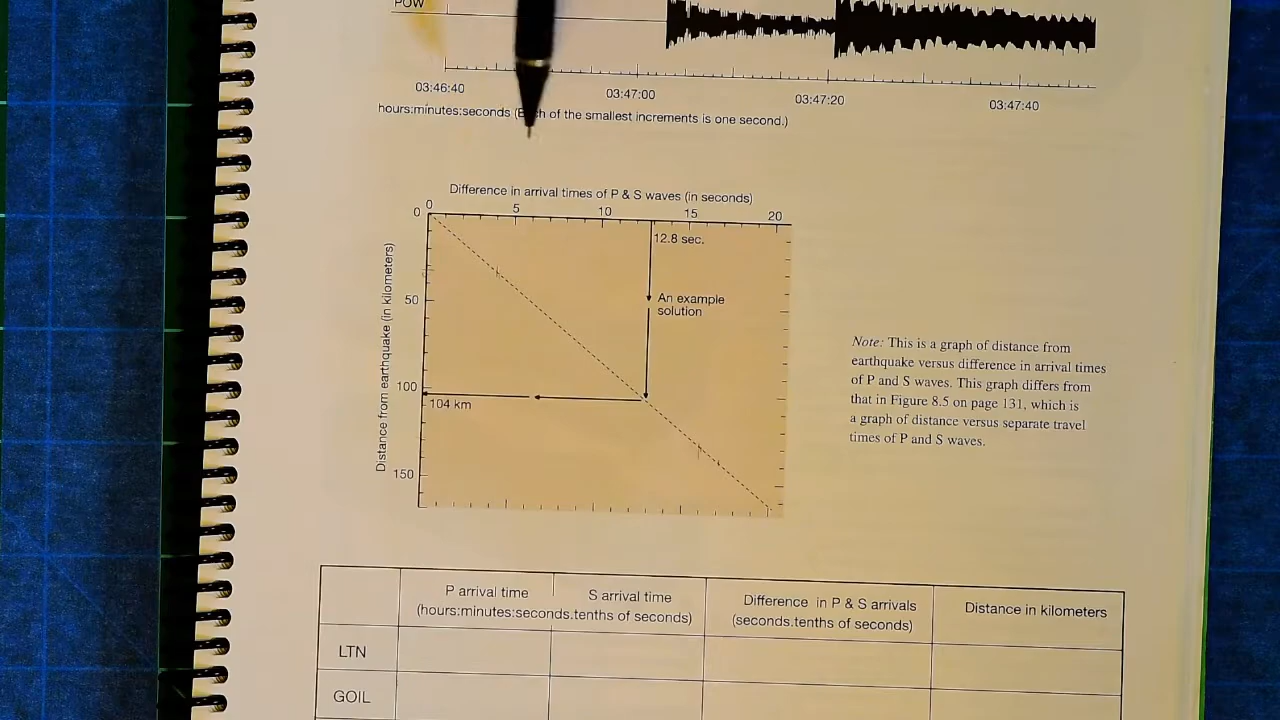 POW
03:46:40 03:47:00 03:47:20 03:47:40
hours:minutes:seconds (Each of the smallest increments is one second.)
Difference in arrival times of P & S waves (in seconds)
0 5 10 15 20
0
50
100
150
Distance from earthquake (in kilometers)
12.8 sec.
An example
solution
104 km
Note: This is a graph of distance from
earthquake versus difference in arrival times
of P and S waves. This graph differs from
that in Figure 8.5 on page 131, which is
a graph of distance versus separate travel
times of P and S waves.
P arrival time S arrival time
(hours:minutes:seconds.tenths of seconds)
Difference in P & S arrivals
(seconds.tenths of seconds)
Distance in kilometers
LTN
GOIL